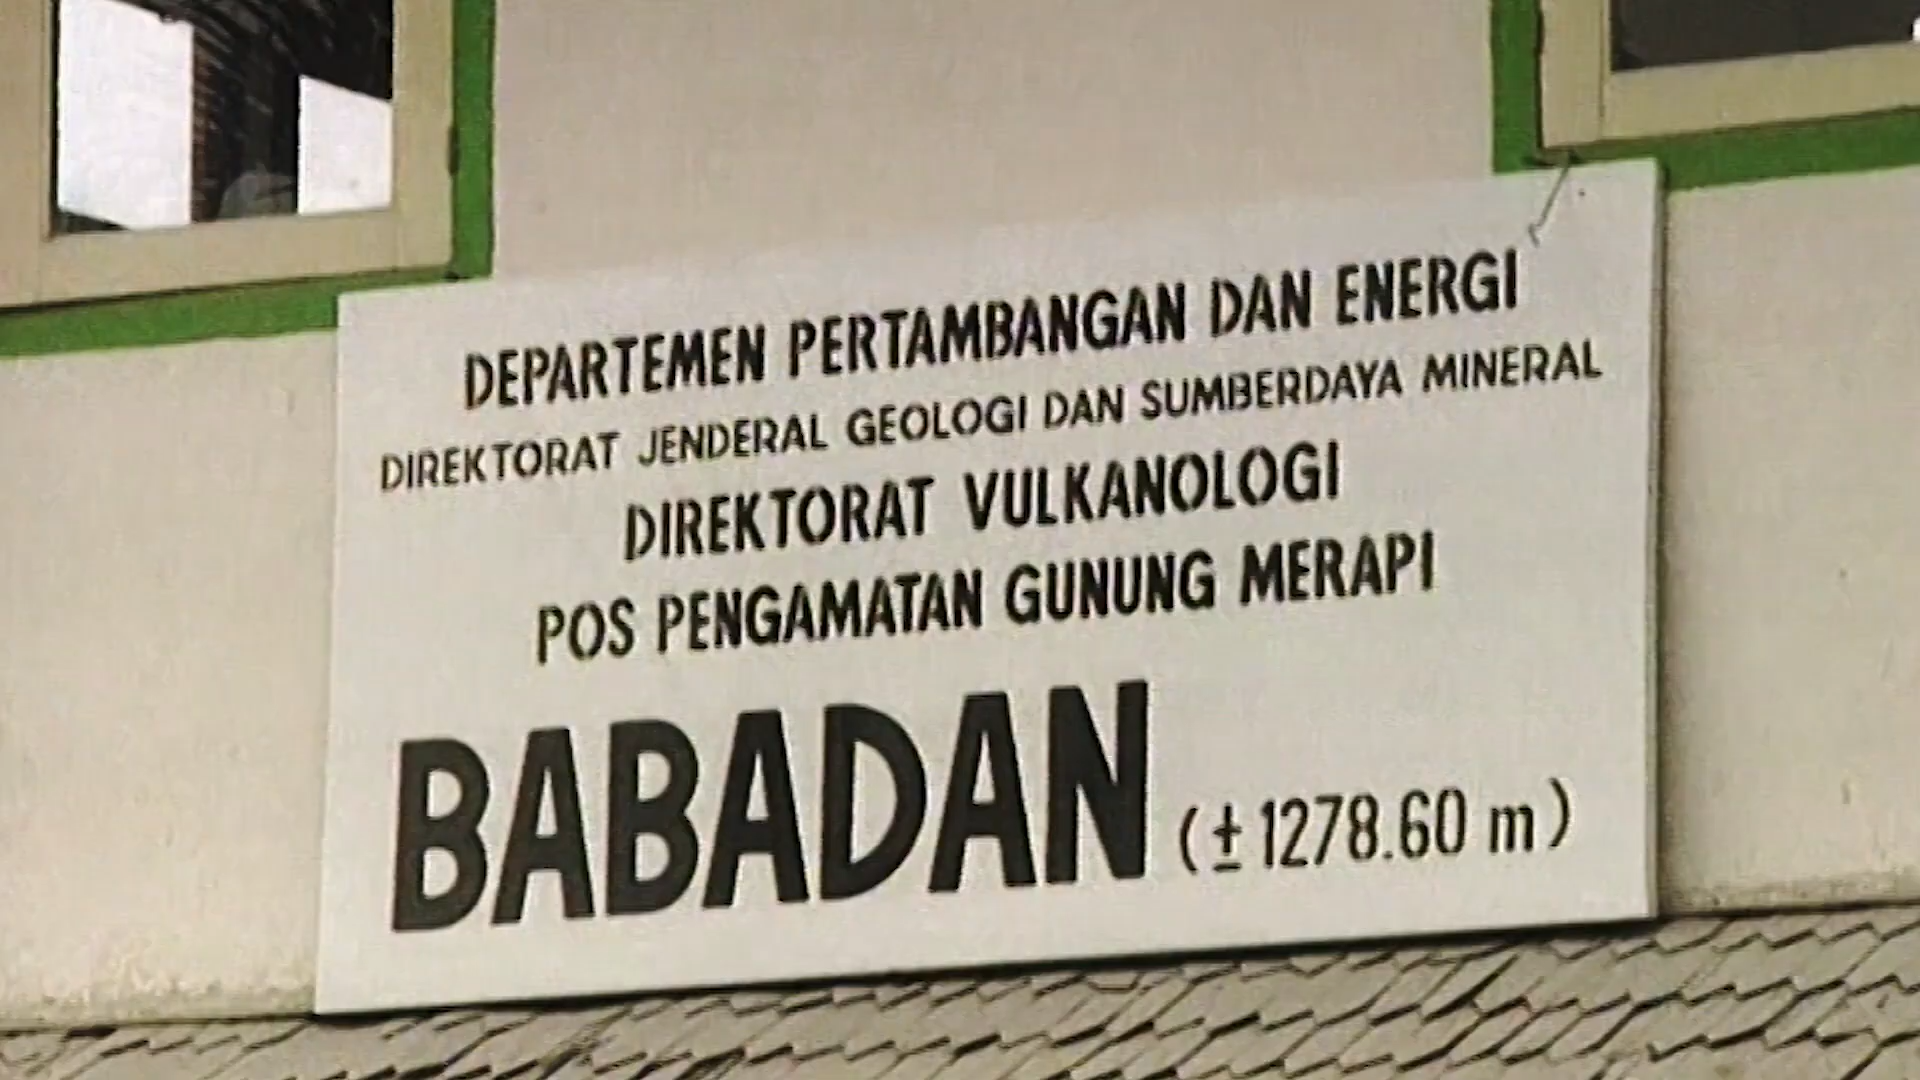 DEPARTEMEN PERTAMBANGAN DAN ENERGI
DIREKTORAT JENDERAL GEOLOGI DAN SUMBERDAYA MINERAL
DIREKTORAT VULKANOLOGI
POS PENGAMATAN GUNUNG MERAPI
BABADAN (± 1278.60 m)